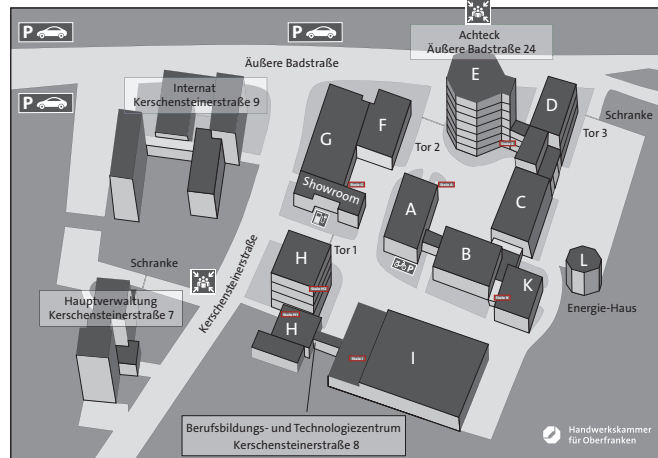 P
P
P
Achteck
Äußere Badstraße 24
Äußere Badstraße
Internat
Kerschensteinerstraße 9
E
D
Schranke
G
F
Tor 2
Tor 3
Showroom
A
C
Tor 1
Schranke
H
B
L
K
P
Kerschensteinerstraße
Hauptverwaltung
Kerschensteinerstraße 7
Energie-Haus
H
I
Berufsbildungs- und Technologiezentrum
Kerschensteinerstraße 8
Handwerkskammer
für Oberfranken